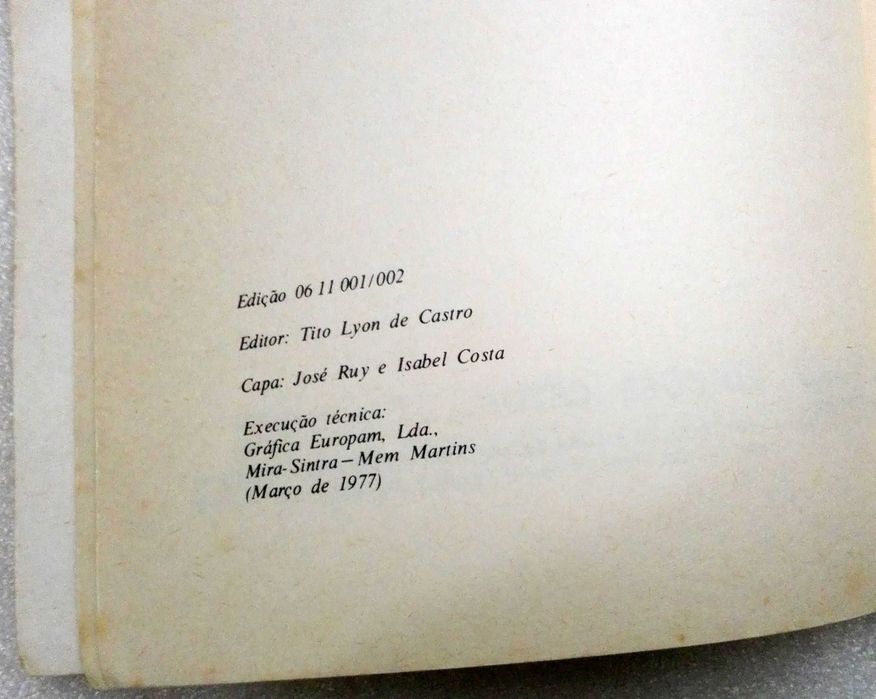 Edição 06 11 001/002
Editor: Tito Lyon de Castro
Capa: José Ruy e Isabel Costa
Execução técnica:
Gráfica Europam, Lda.,
Mira-Sintra — Mem Martins
(Março de 1977)